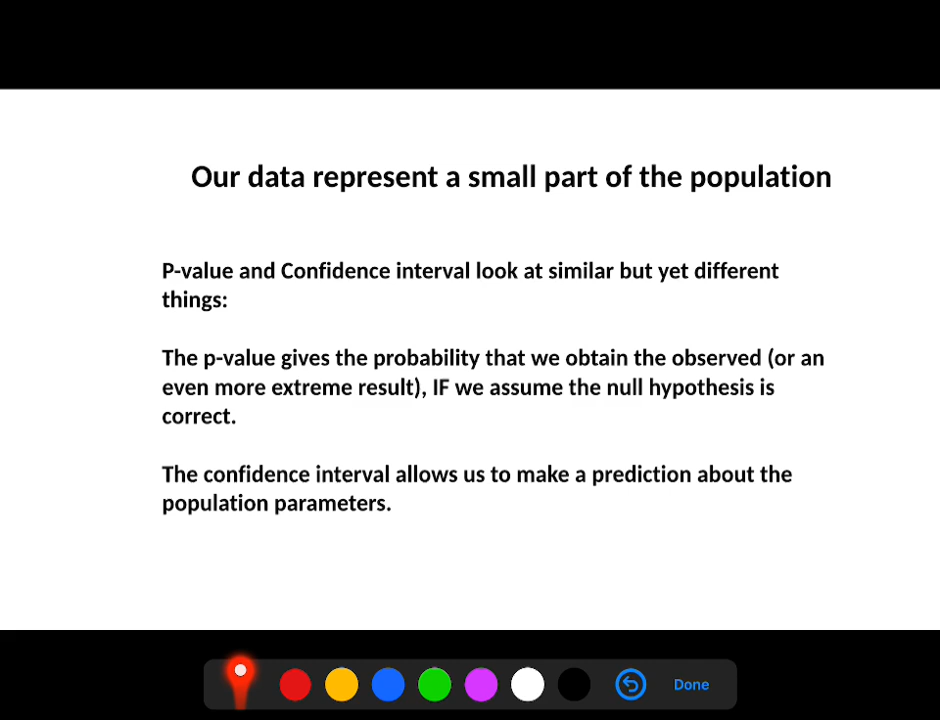 Our data represent a small part of the population
P-value and Confidence interval look at similar but yet different
things:
The p-value gives the probability that we obtain the observed (or an
even more extreme result), IF we assume the null hypothesis is
correct.
The confidence interval allows us to make a prediction about the
population parameters.
Done